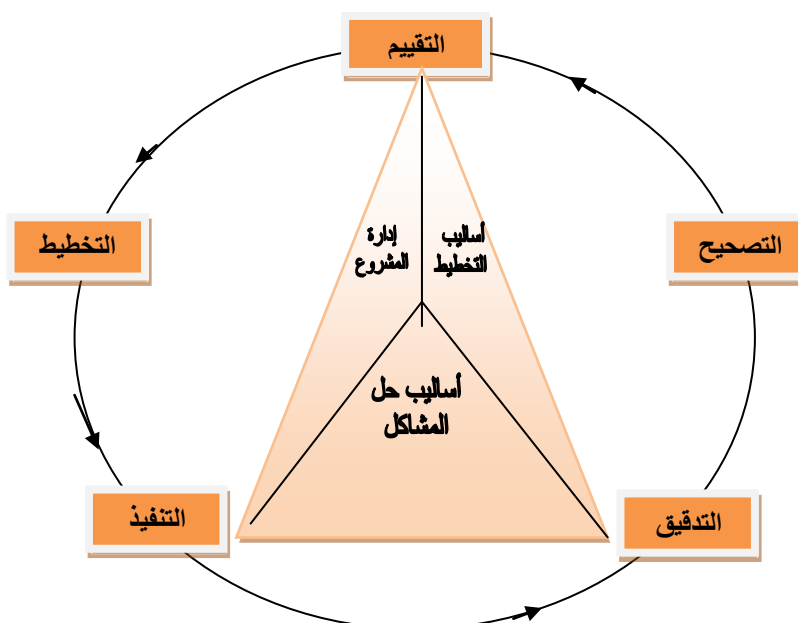 التقييم
التصحيح
التخطيط
أساليب
التخطيط
إدارة
المشروع
أساليب حل
المشاكل
التدقيق
التنفيذ